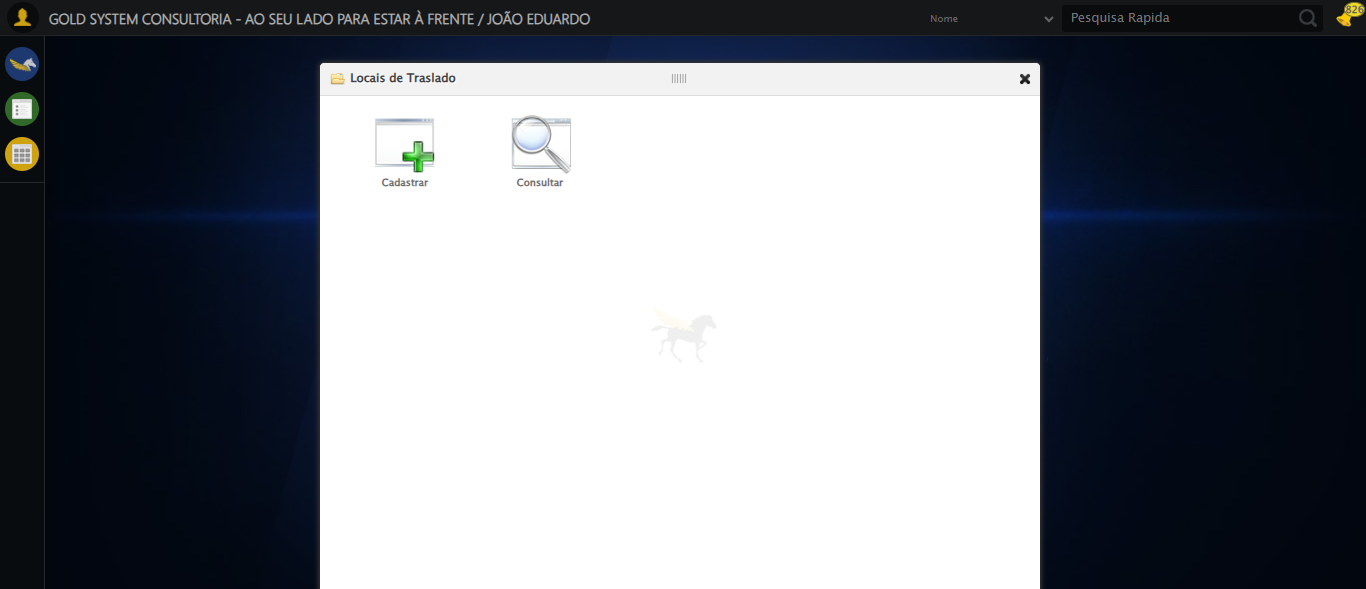 GOLD SYSTEM CONSULTORIA - AO SEU LADO PARA ESTAR À FRENTE / JOÃO EDUARDO
Nome
Pesquisa Rapida
826
Locais de Traslado
Cadastrar
Consultar